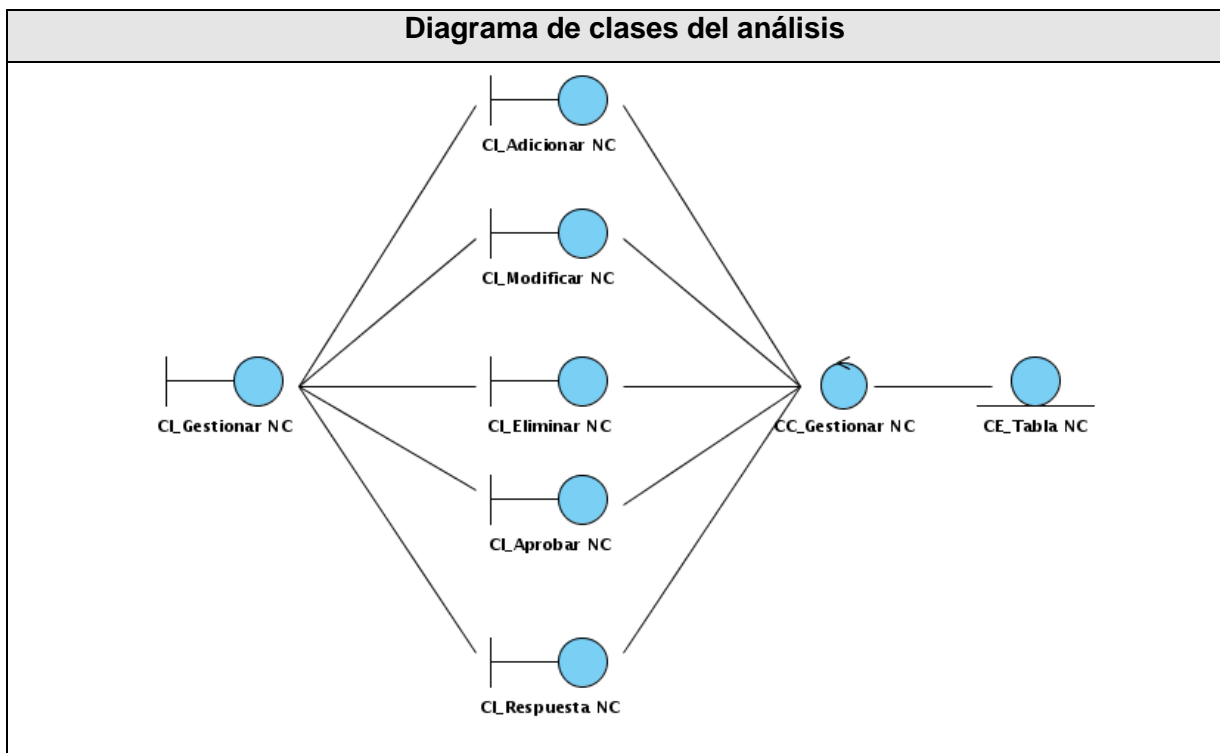 Diagrama de clases del análisis
CI_Adicionar NC
CI_Modificar NC
CI_Gestionar NC
CI_Eliminar NC
CC_Gestionar NC
CE_Tabla NC
CI_Aprobar NC
CI_Respuesta NC